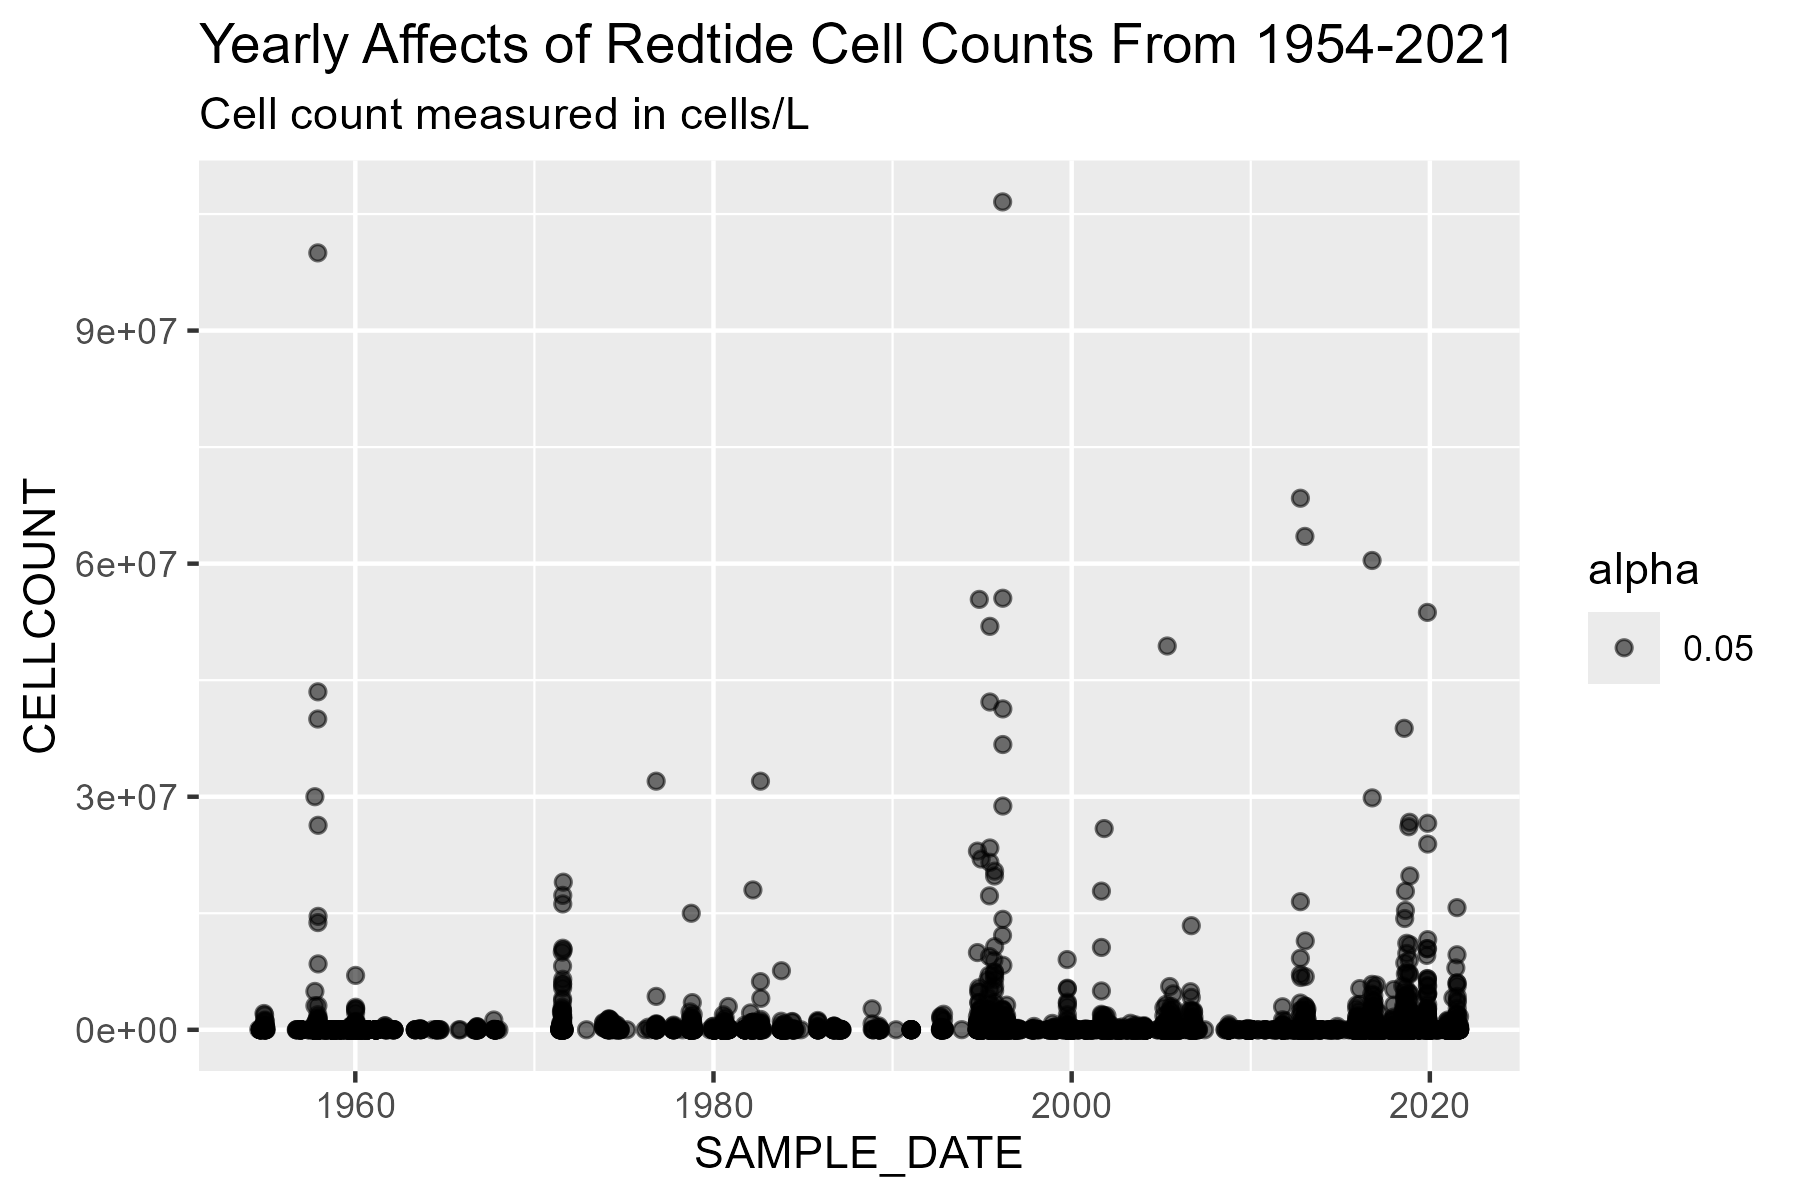 Yearly Affects of Redtide Cell Counts From 1954-2021
Cell count measured in cells/L
CELLCOUNT
9e+07
6e+07
3e+07
0e+00
1960
1980
2000
2020
SAMPLE_DATE
alpha
0.05